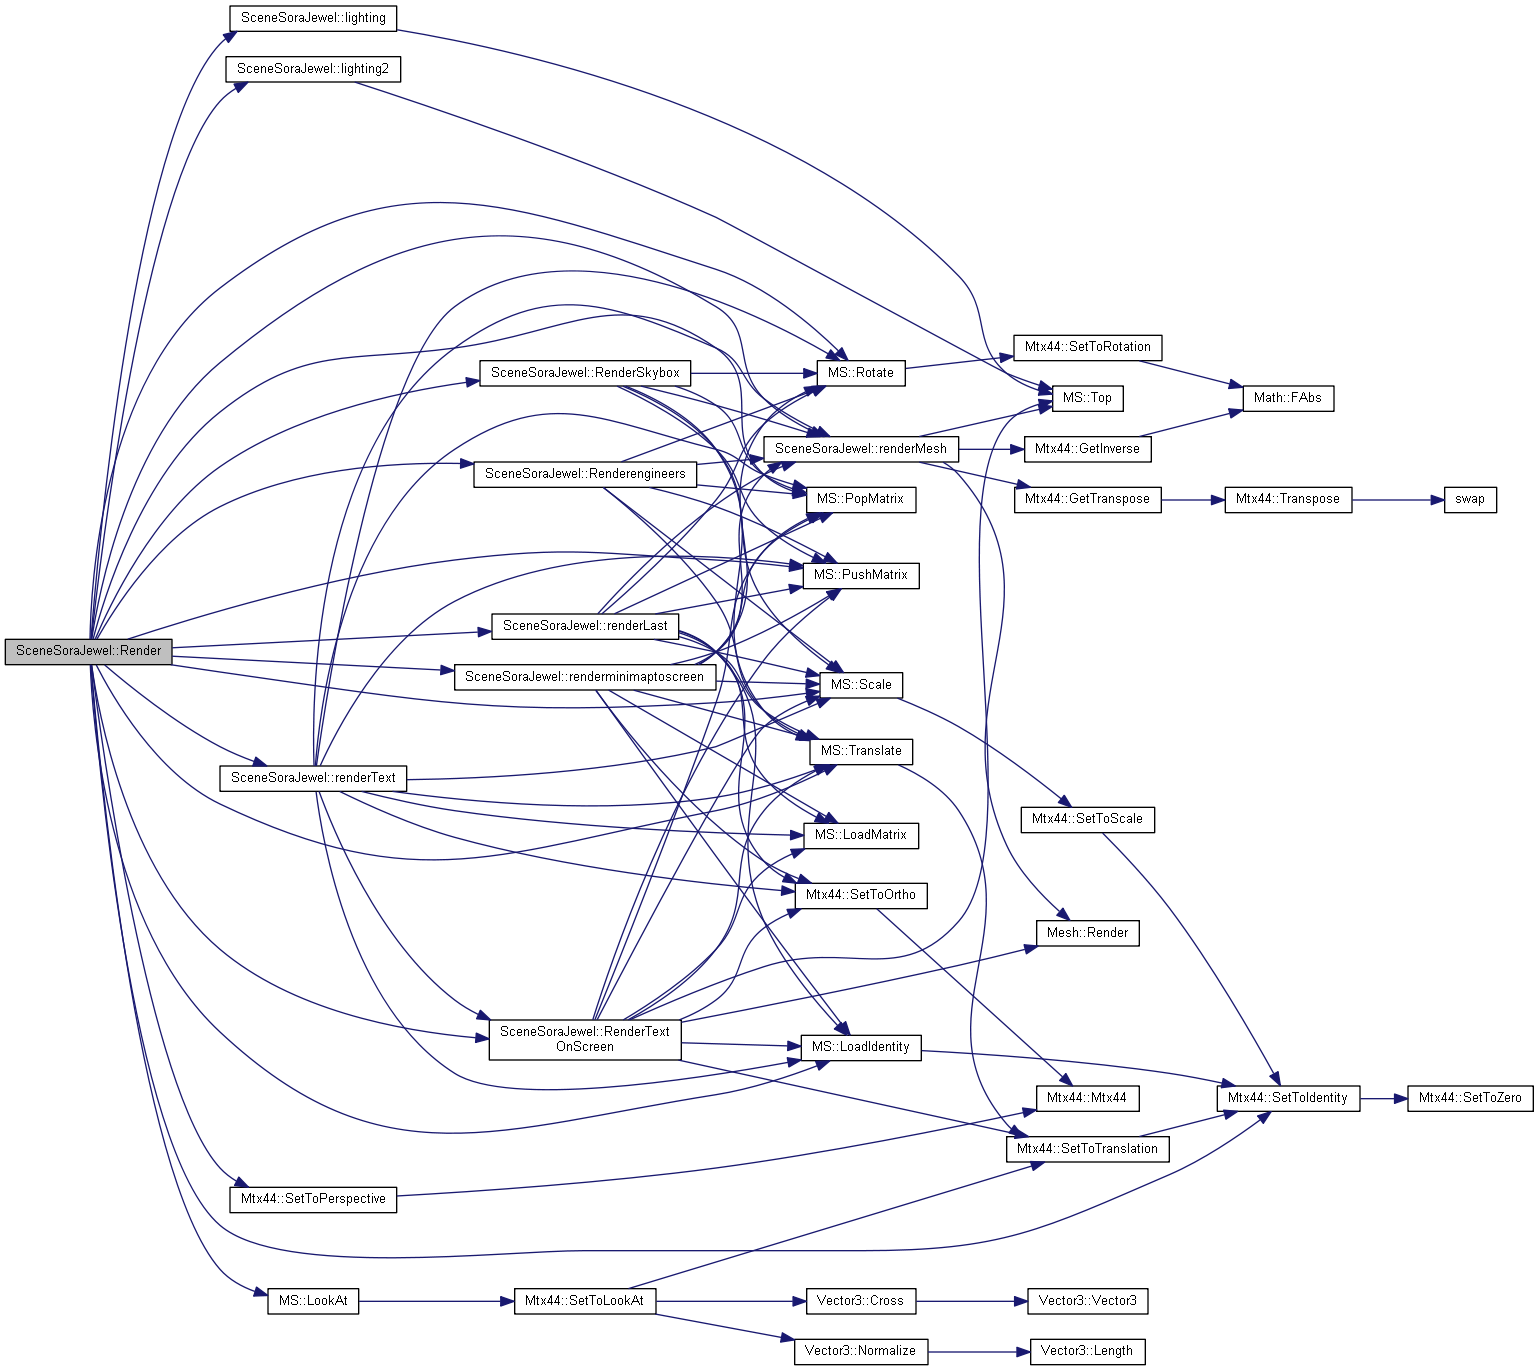 SceneSoraJewel::lighting
SceneSoraJewel::lighting2
Mtx44::SetToRotation
SceneSoraJewel::RenderSkybox
MS::Rotate
MS::Top
Math::FAbs
SceneSoraJewel::renderMesh
Mtx44::GetInverse
SceneSoraJewel::Renderengineers
MS::PopMatrix
Mtx44::GetTranspose
Mtx44::Transpose
swap
MS::PushMatrix
SceneSoraJewel::renderLast
SceneSoraJewel::Render
SceneSoraJewel::renderminimaptoscreen
MS::Scale
MS::Translate
SceneSoraJewel::renderText
Mtx44::SetToScale
MS::LoadMatrix
Mtx44::SetToOrtho
Mesh::Render
SceneSoraJewel::RenderText
OnScreen
MS::LoadIdentity
Mtx44::Mtx44
Mtx44::SetToIdentity
Mtx44::SetToZero
Mtx44::SetToTranslation
Mtx44::SetToPerspective
MS::LookAt
Mtx44::SetToLookAt
Vector3::Cross
Vector3::Vector3
Vector3::Normalize
Vector3::Length